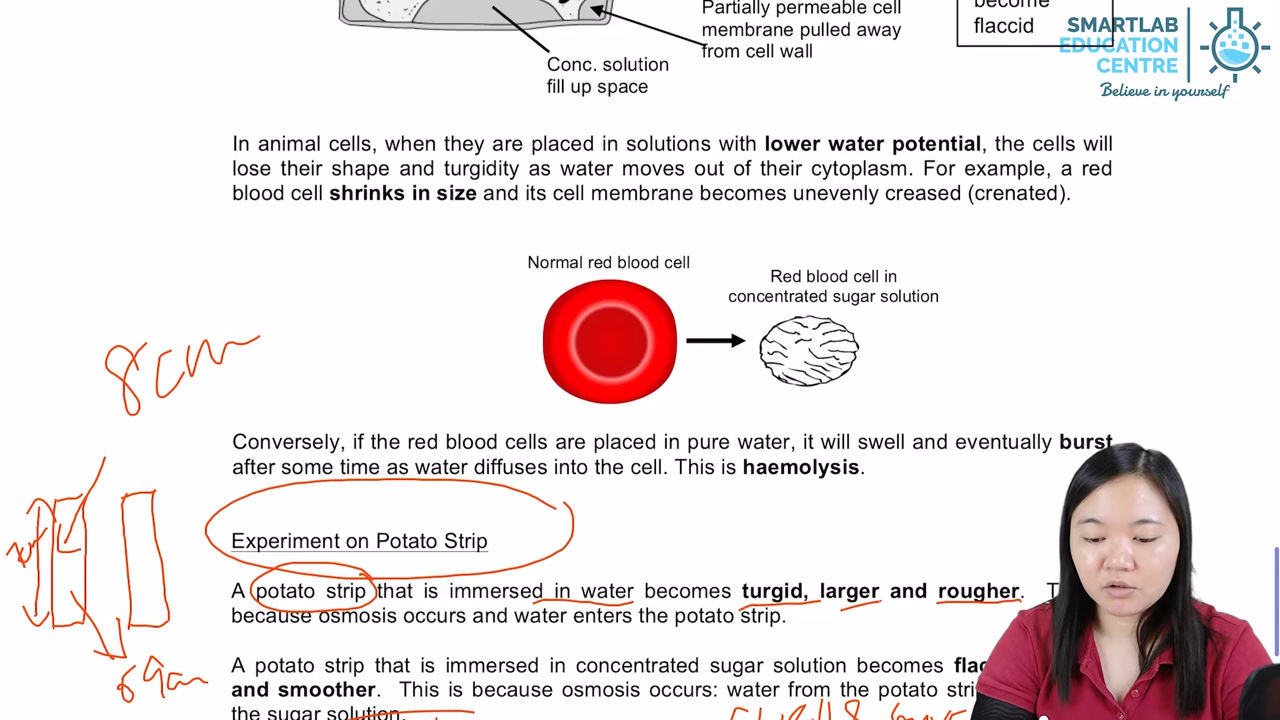 become
flaccid
Partially permeable cell
membrane pulled away
from cell wall
Conc. solution
fill up space
SMARTLAB
EDUCATION
CENTRE
Believe in yourself
In animal cells, when they are placed in solutions with lower water potential, the cells will
lose their shape and turgidity as water moves out of their cytoplasm. For example, a red
blood cell shrinks in size and its cell membrane becomes unevenly creased (crenated).
Normal red blood cell
Red blood cell in
concentrated sugar solution
8cm
Conversely, if the red blood cells are placed in pure water, it will swell and eventually burst
after some time as water diffuses into the cell. This is haemolysis.
Experiment on Potato Strip
A potato strip that is immersed in water becomes turgid, larger and rougher.
because osmosis occurs and water enters the potato strip.
A potato strip that is immersed in concentrated sugar solution becomes
and smoother. This is because osmosis occurs: water from the potato
the sugar solution.